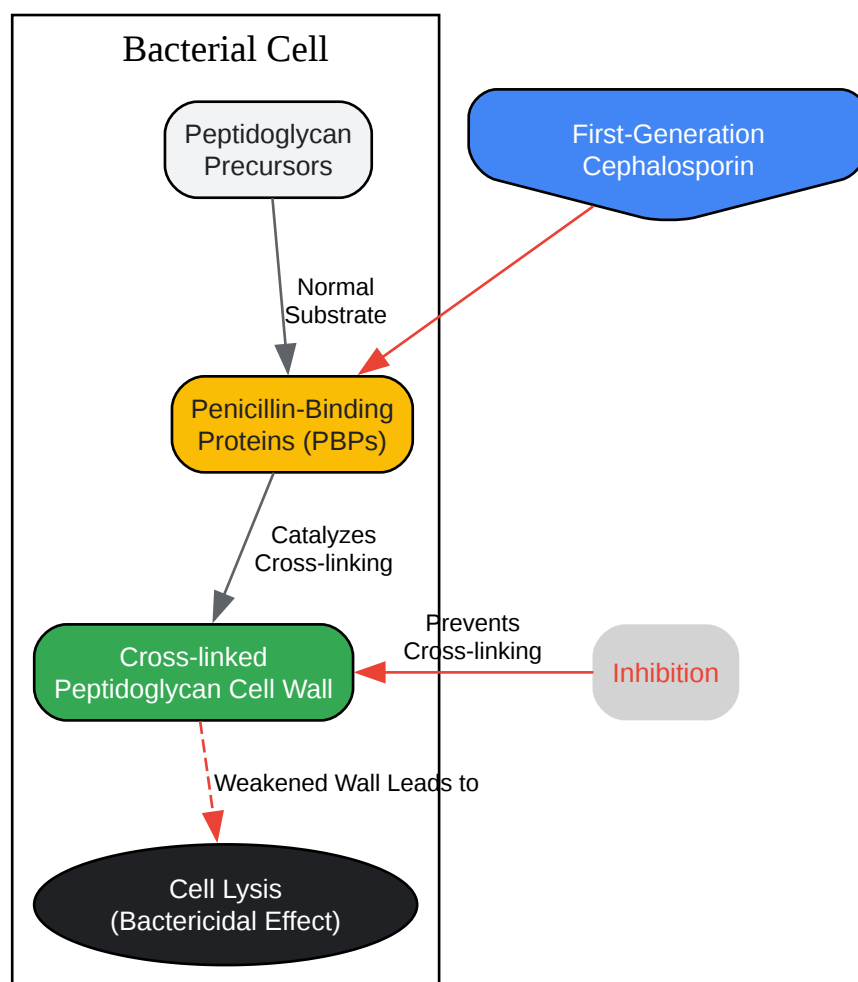 Bacterial Cell
Peptidoglycan
Precursors
First-Generation
Cephalosporin
Normal
Substrate
Penicillin-Binding
Proteins (PBPs)
Catalyzes
Cross-linking
Cross-linked
Peptidoglycan Cell Wall
Prevents
Cross-linking
Inhibition
Weakened Wall Leads to
Cell Lysis
(Bactericidal Effect)